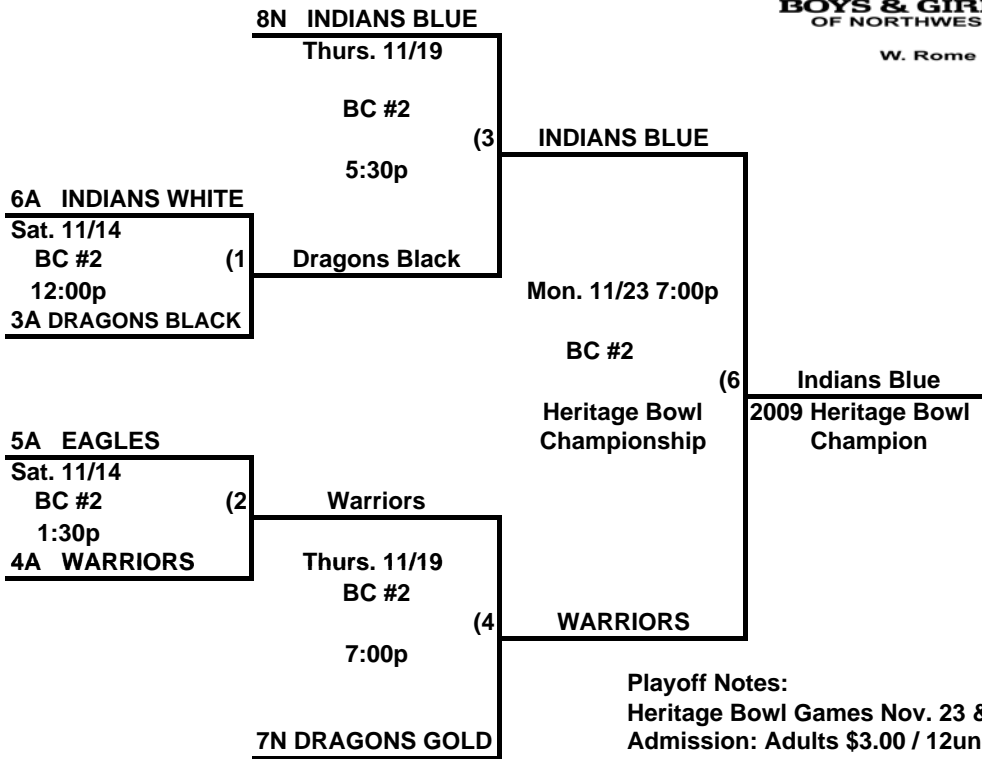 8N INDIANS BLUE
Thurs. 11/19
BC #2
(3
5:30p
INDIANS BLUE
6A INDIANS WHITE
Sat. 11/14
BC #2 (1
12:00p
3A DRAGONS BLACK
Dragons Black
Mon. 11/23 7:00p
BC #2
(6
Heritage Bowl
Championship
Indians Blue
2009 Heritage Bowl
Champion
5A EAGLES
Sat. 11/14
BC #2 (2
1:30p
4A WARRIORS
Warriors
Thurs. 11/19
BC #2
(4
7:00p
WARRIORS
7N DRAGONS GOLD
BOYS &
OF
W. Rome
Playoff Notes:
Heritage Bowl Games Nov. 23 &
Admission: Adults $3.00 / 12un